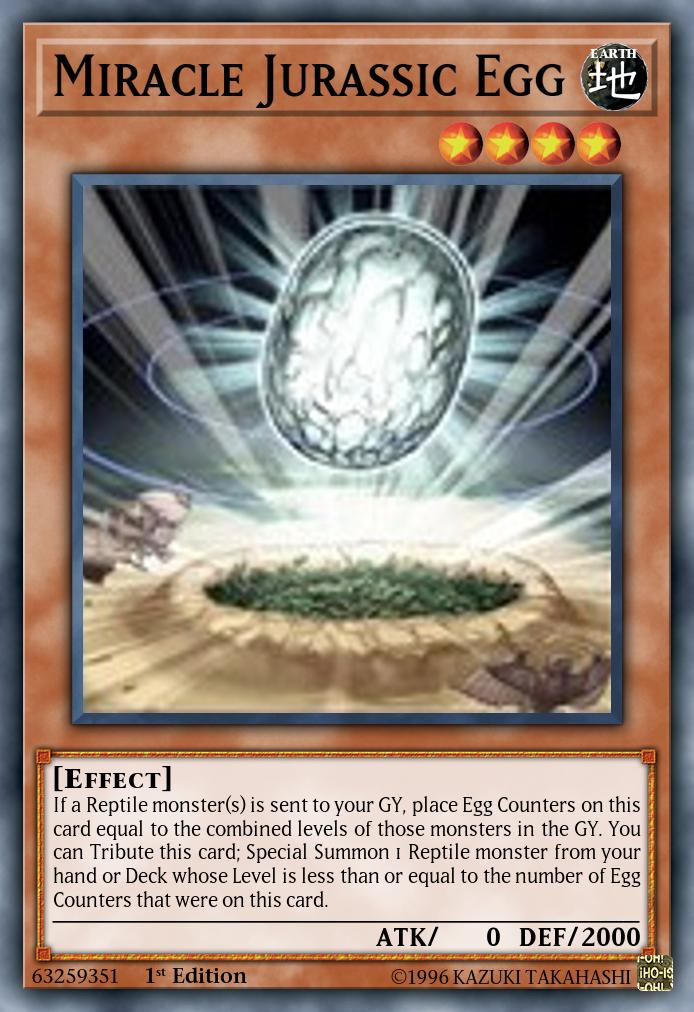 Miracle Jurassic Egg
EARTH
地
[Effect]
If a Reptile monster(s) is sent to your GY, place Egg Counters on this
card equal to the combined levels of those monsters in the GY. You
can Tribute this card; Special Summon 1 Reptile monster from your
hand or Deck whose Level is less than or equal to the number of Egg
Counters that were on this card.
ATK/ 0 DEF/2000
63259351 1st Edition ©1996 KAZUKI TAKAHASHI